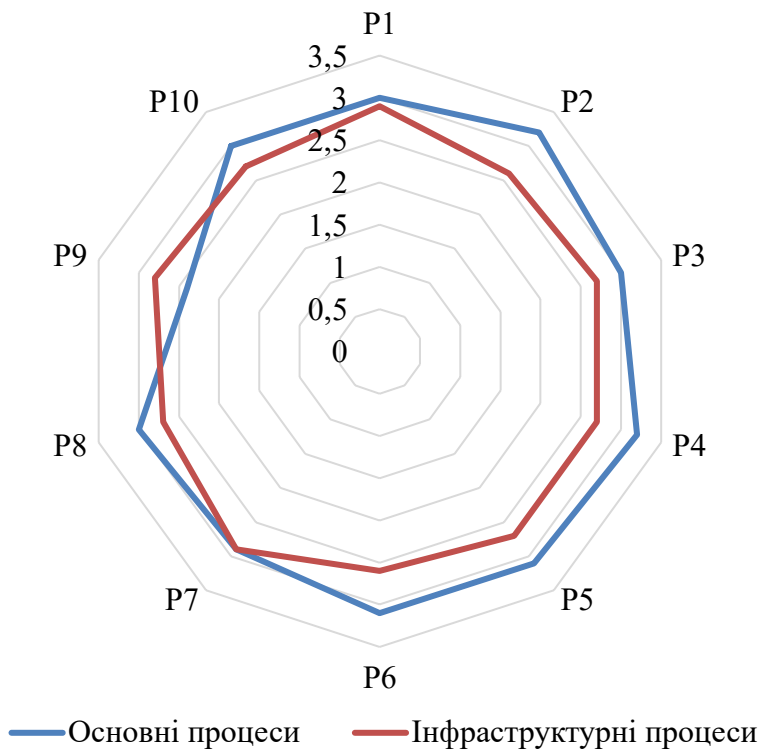 P1
3,5
P10
3
P2
2,5
2
1,5
P9
1
P3
0,5
0
P8
P4
P7
P5
P6
Основні процеси
Інфраструктурні процеси